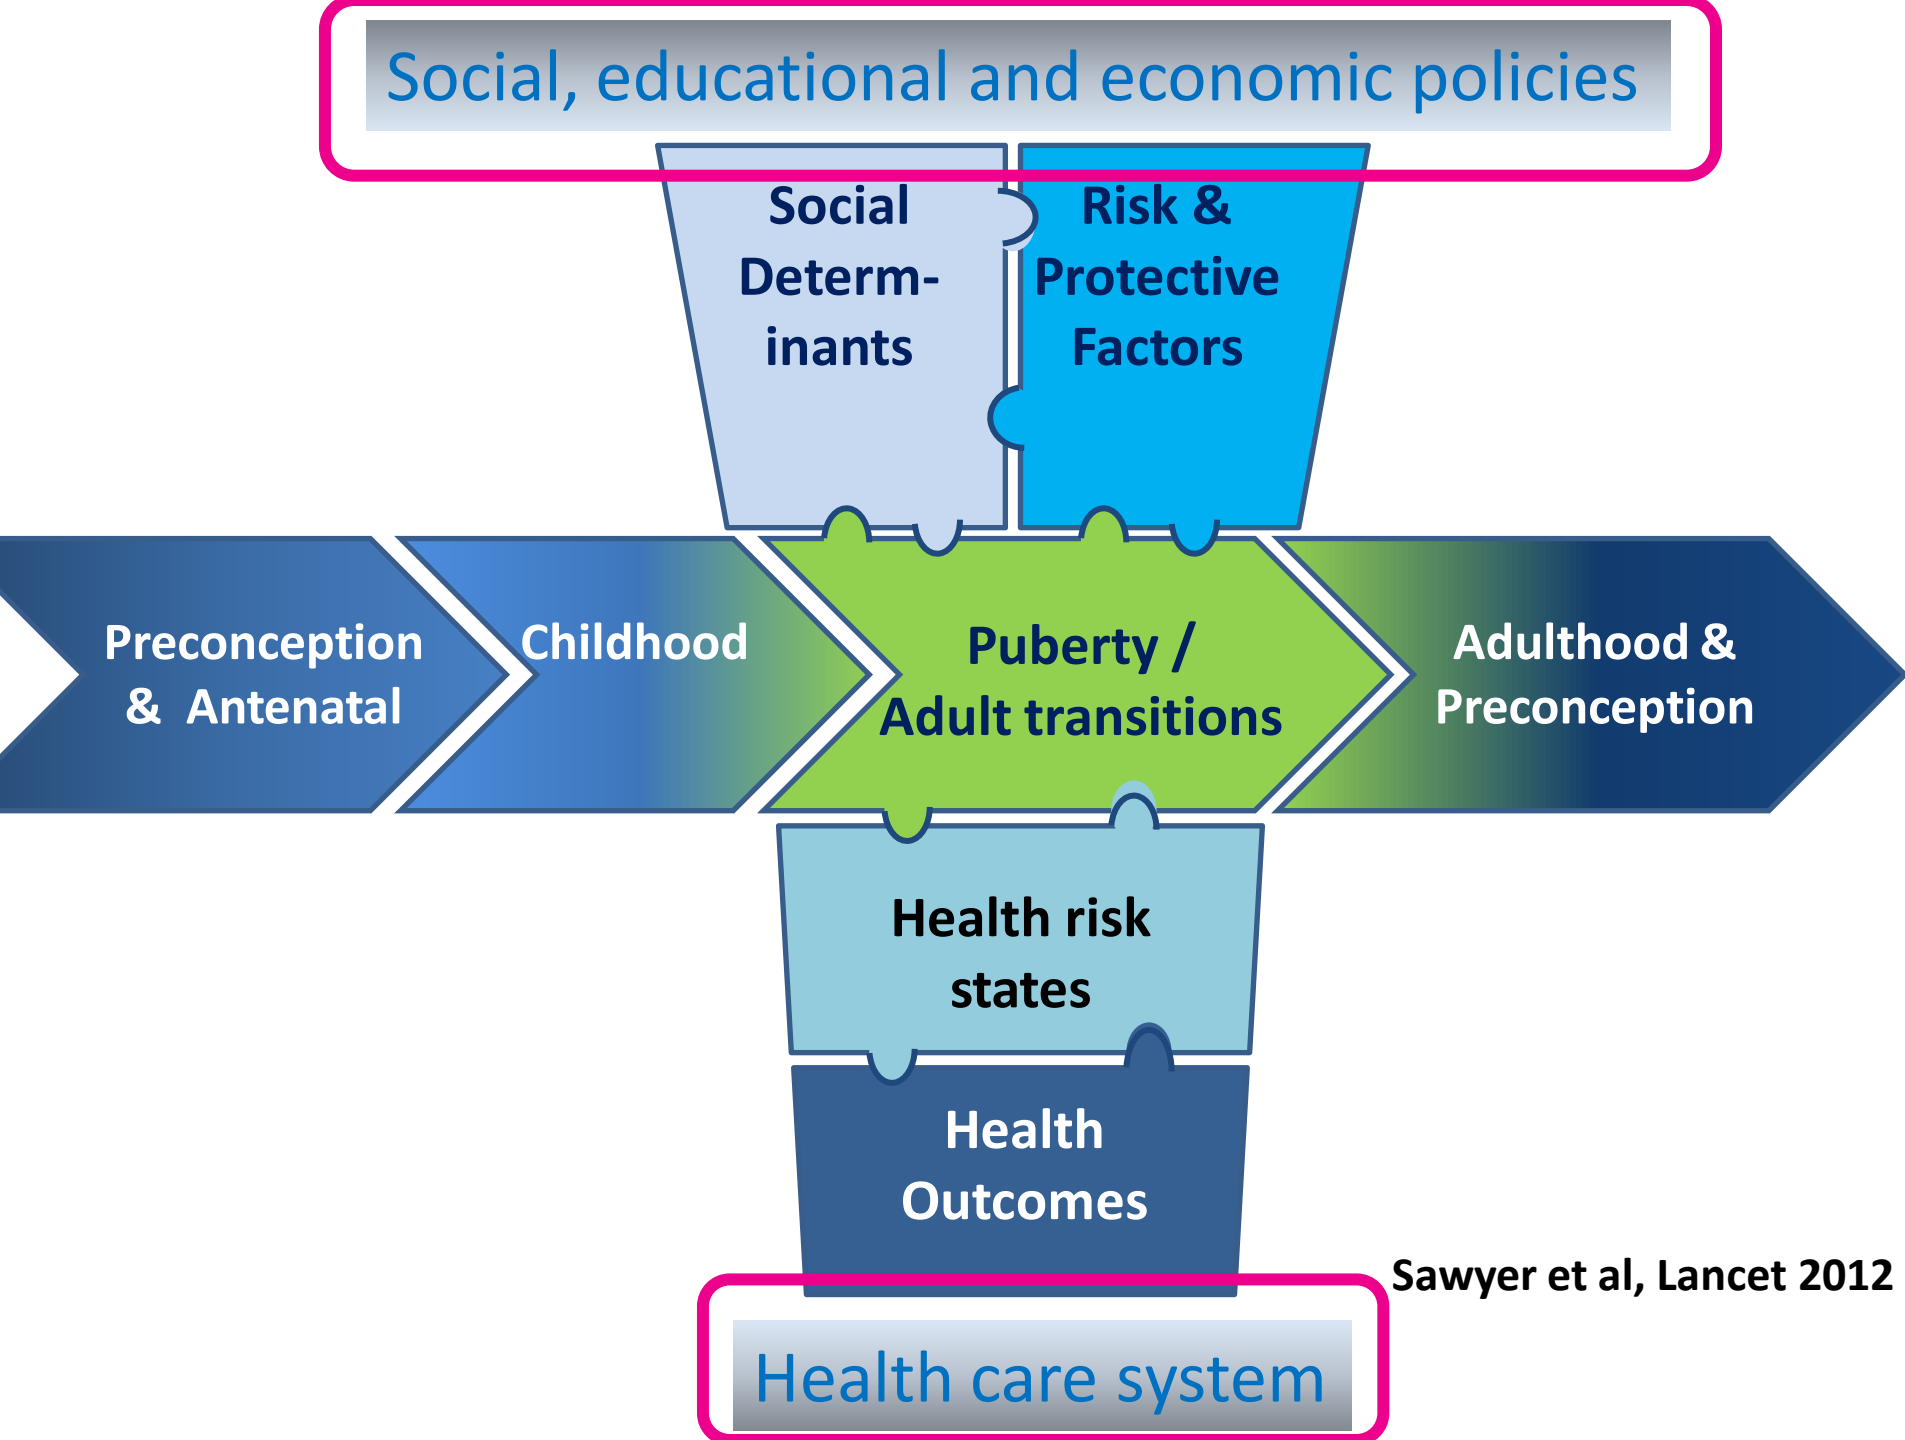 Social, educational and economic policies
Social
Determ-
inants
Risk &
Protective
Factors
Preconception
& Antenatal
Childhood
Puberty /
Adult transitions
Adulthood &
Preconception
Health risk
states
Health
Outcomes
Sawyer et al, Lancet 2012
Health care system